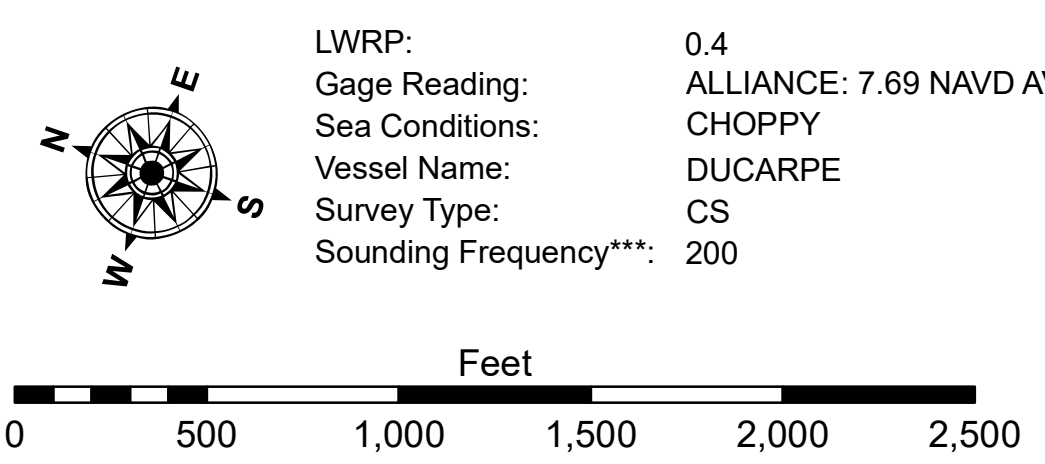 E
N
S
W
LWRP: 0.4
Gage Reading: ALLIANCE: 7.69 NAVD
Sea Conditions: CHOPPY
Vessel Name: DUCARPE
Survey Type: CS
Sounding Frequency***: 200
Feet
0 500 1,000 1,500 2,000 2,500